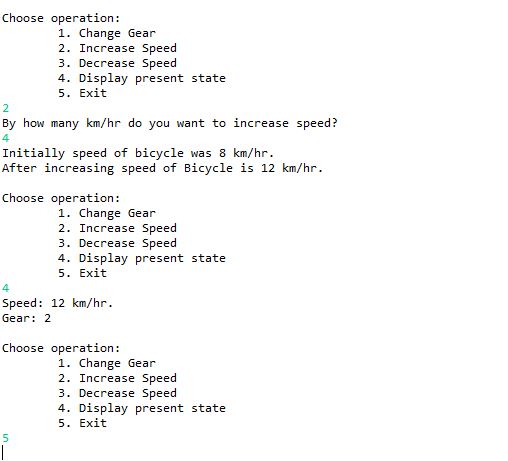 Choose operation:
1. Change Gear
2. Increase Speed
3. Decrease Speed
4. Display present state
5. Exit
2
By how many km/hr do you want to increase speed?
4
Initially speed of bicycle was 8 km/hr.
After increasing speed of Bicycle is 12 km/hr.
Choose operation:
1. Change Gear
2. Increase Speed
3. Decrease Speed
4. Display present state
5. Exit
4
Speed: 12 km/hr.
Gear: 2
Choose operation:
1. Change Gear
2. Increase Speed
3. Decrease Speed
4. Display present state
5. Exit
5